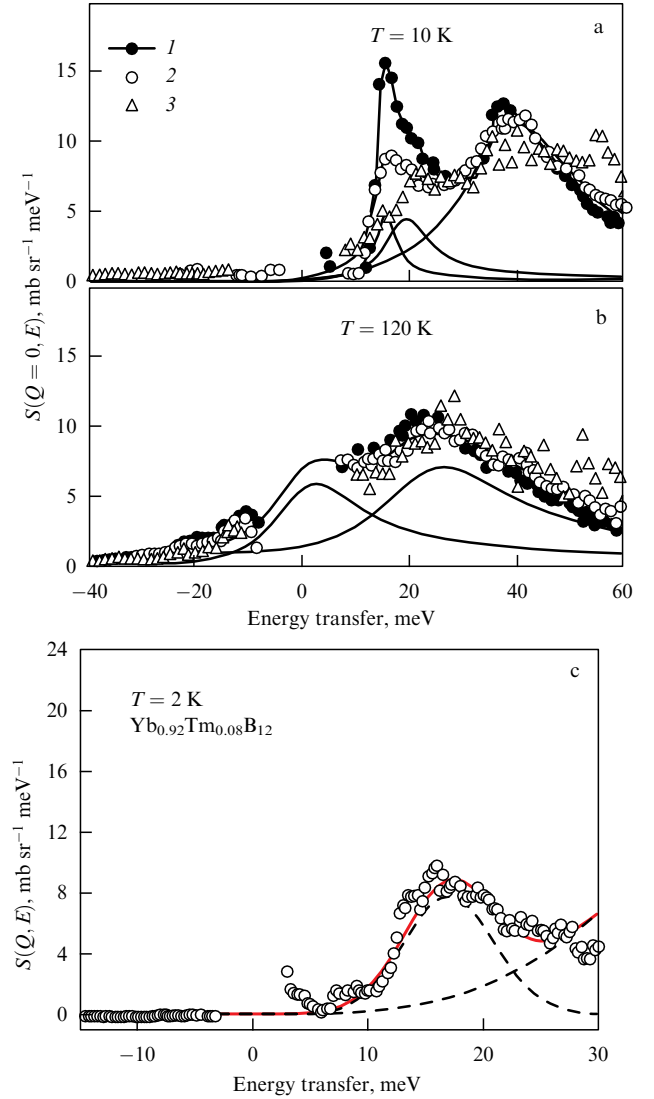 a
T = 10 K
1
2
3
15
10
5
0
b
T = 120 K
15
10
5
0
S(Q = 0, E), mb sr⁻¹ meV⁻¹
−40 −20 0 20 40 60
Energy transfer, meV
c
24
T = 2 K
Yb₀.₉₂Tm₀.₀₈B₁₂
20
16
12
8
4
0
S(Q, E), mb sr⁻¹ meV⁻¹
−10 0 10 20 30
Energy transfer, meV